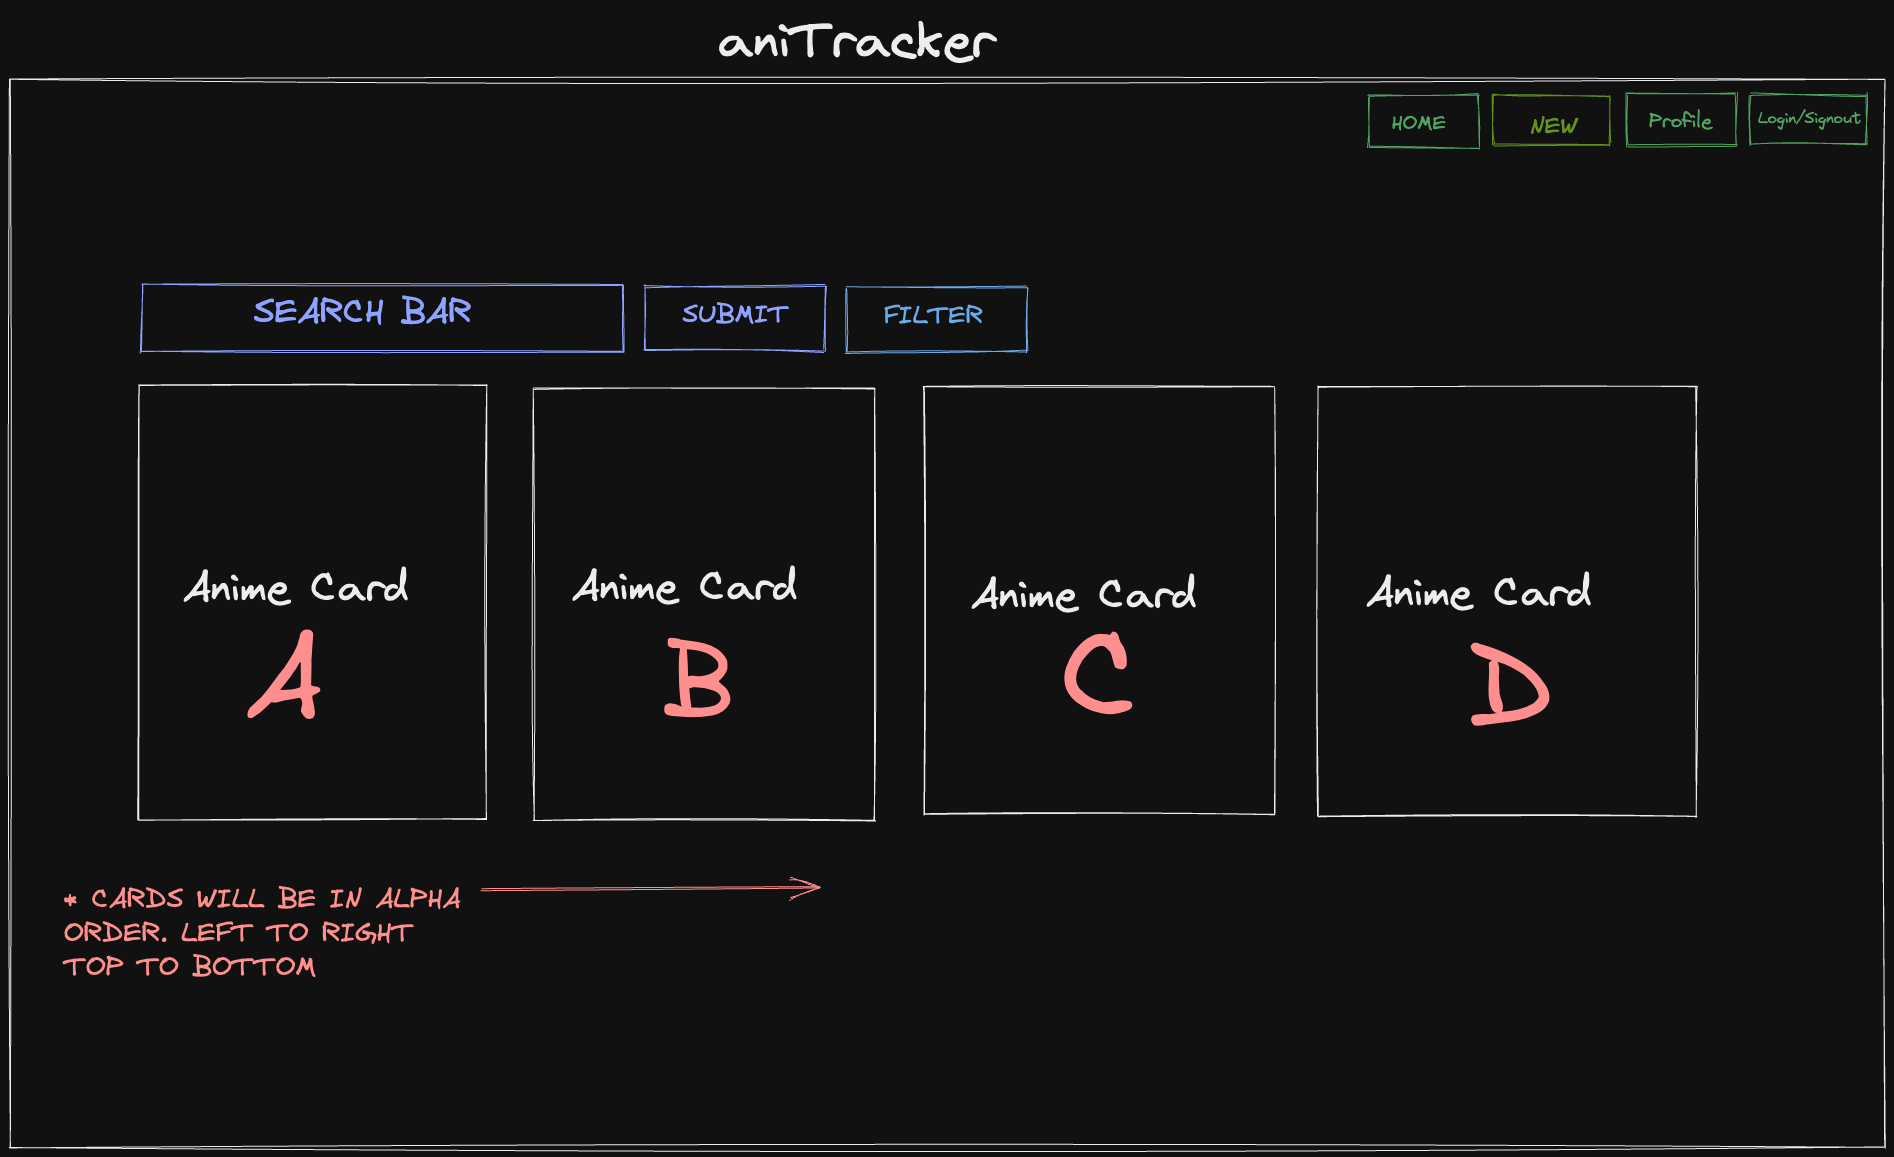 aniTracker
HOME
NEW
Profile
Login/Signout
SEARCH BAR
SUBMIT
FILTER
Anime Card
A
Anime Card
B
Anime Card
C
Anime Card
D
* CARDS WILL BE IN ALPHA
ORDER. LEFT TO RIGHT
TOP TO BOTTOM